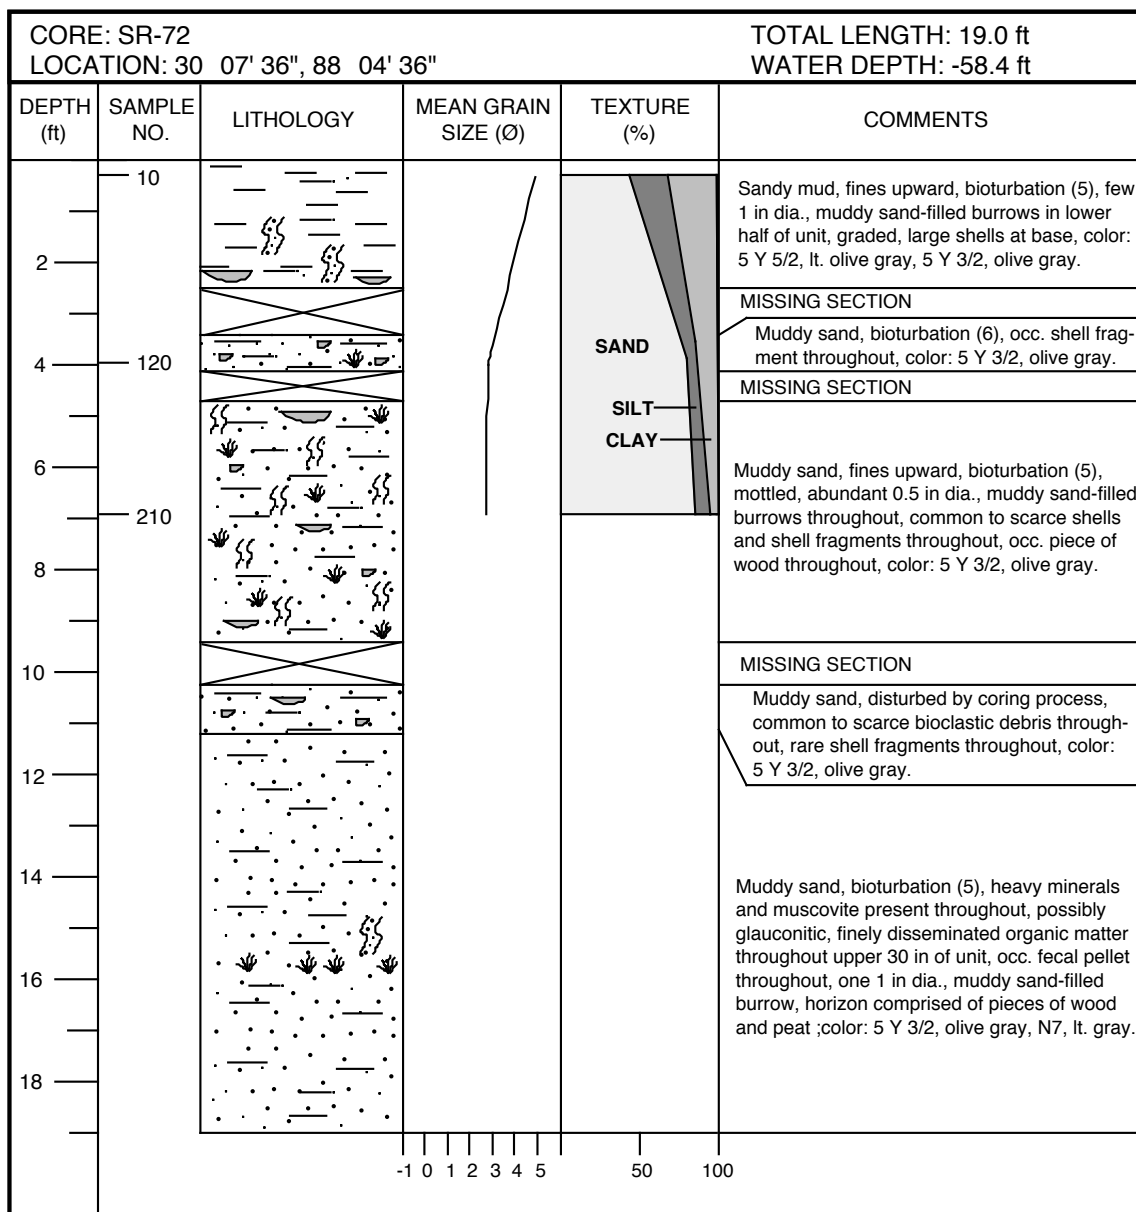 CORE: SR-72
LOCATION: 30 07' 36", 88 04' 36"
TOTAL LENGTH: 19.0 ft
WATER DEPTH: -58.4 ft
DEPTH
(ft)
SAMPLE
NO.
LITHOLOGY
MEAN GRAIN
SIZE (Ø)
TEXTURE
(%)
COMMENTS
10
120
210
2
4
6
8
10
12
14
16
18
SAND
SILT
CLAY
Sandy mud, fines upward, bioturbation (5), few
1 in dia., muddy sand-filled burrows in lower
half of unit, graded, large shells at base, color:
5 Y 5/2, lt. olive gray, 5 Y 3/2, olive gray.
MISSING SECTION
Muddy sand, bioturbation (6), occ. shell frag-
ment throughout, color: 5 Y 3/2, olive gray.
MISSING SECTION
Muddy sand, fines upward, bioturbation (5),
mottled, abundant 0.5 in dia., muddy sand-filled
burrows throughout, common to scarce shells
and shell fragments throughout, occ. piece of
wood throughout, color: 5 Y 3/2, olive gray.
MISSING SECTION
Muddy sand, disturbed by coring process,
common to scarce bioclastic debris through-
out, rare shell fragments throughout, color:
5 Y 3/2, olive gray.
Muddy sand, bioturbation (5), heavy minerals
and muscovite present throughout, possibly
glauconitic, finely disseminated organic matter
throughout upper 30 in of unit, occ. fecal pellet
throughout, one 1 in dia., muddy sand-filled
burrow, horizon comprised of pieces of wood
and peat ;color: 5 Y 3/2, olive gray, N7, lt. gray.
-1 0 1 2 3 4 5
50 100